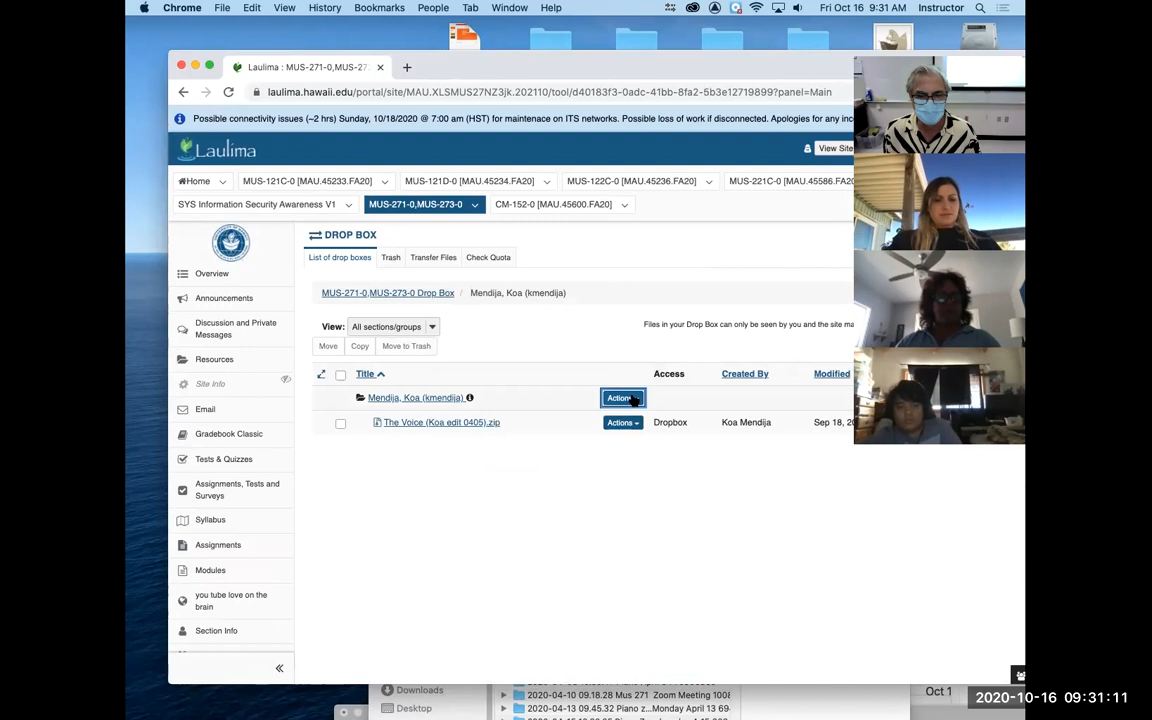 Chrome File Edit View History Bookmarks People Tab Window Help Fri Oct 16 9:31 AM Instructor
Laulima : MUS-271-0,MUS-27
laulima.hawaii.edu/portal/site/MAU.XLSMUS27NZ3jk.202110/tool/d40183f3-0adc-41bb-8fa2-5b3e12719899?panel=Main
Possible connectivity issues (~2 hrs) Sunday, 10/18/2020 @ 7:00 am (HST) for maintenace on ITS networks. Possible loss of work if disconnected. Apologies for any inc
Laulima View Site
Home MUS-121C-0 [MAU.45233.FA20] MUS-121D-0 [MAU.45234.FA20] MUS-122C-0 [MAU.45236.FA20] MUS-221C-0 [MAU.45586.FA20
SYS Information Security Awareness V1 MUS-271-0,MUS-273-0 CM-152-0 [MAU.45600.FA20]
DROP BOX
List of drop boxes Trash Transfer Files Check Quota
MUS-271-0,MUS-273-0 Drop Box / Mendija, Koa (kmendija)
View: All sections/groups Files in your Drop Box can only be seen by you and the site ma
Move Copy Move to Trash
Title Access Created By Modified
Mendija, Koa (kmendija) Actions
The Voice (Koa edit 0405).zip Actions Dropbox Koa Mendija Sep 18, 20
Overview
Announcements
Discussion and Private
Messages
Resources
Site Info
Email
Gradebook Classic
Tests & Quizzes
Assignments, Tests and
Surveys
Syllabus
Assignments
Modules
you tube love on the
brain
Section Info
Downloads
Desktop
2020-04-10 09.18.28 Mus 271 Zoom Meeting 1008
2020-04-13 09.45.32 Piano z...Monday April 13 4
Oct 1
2020-10-16 09:31:11